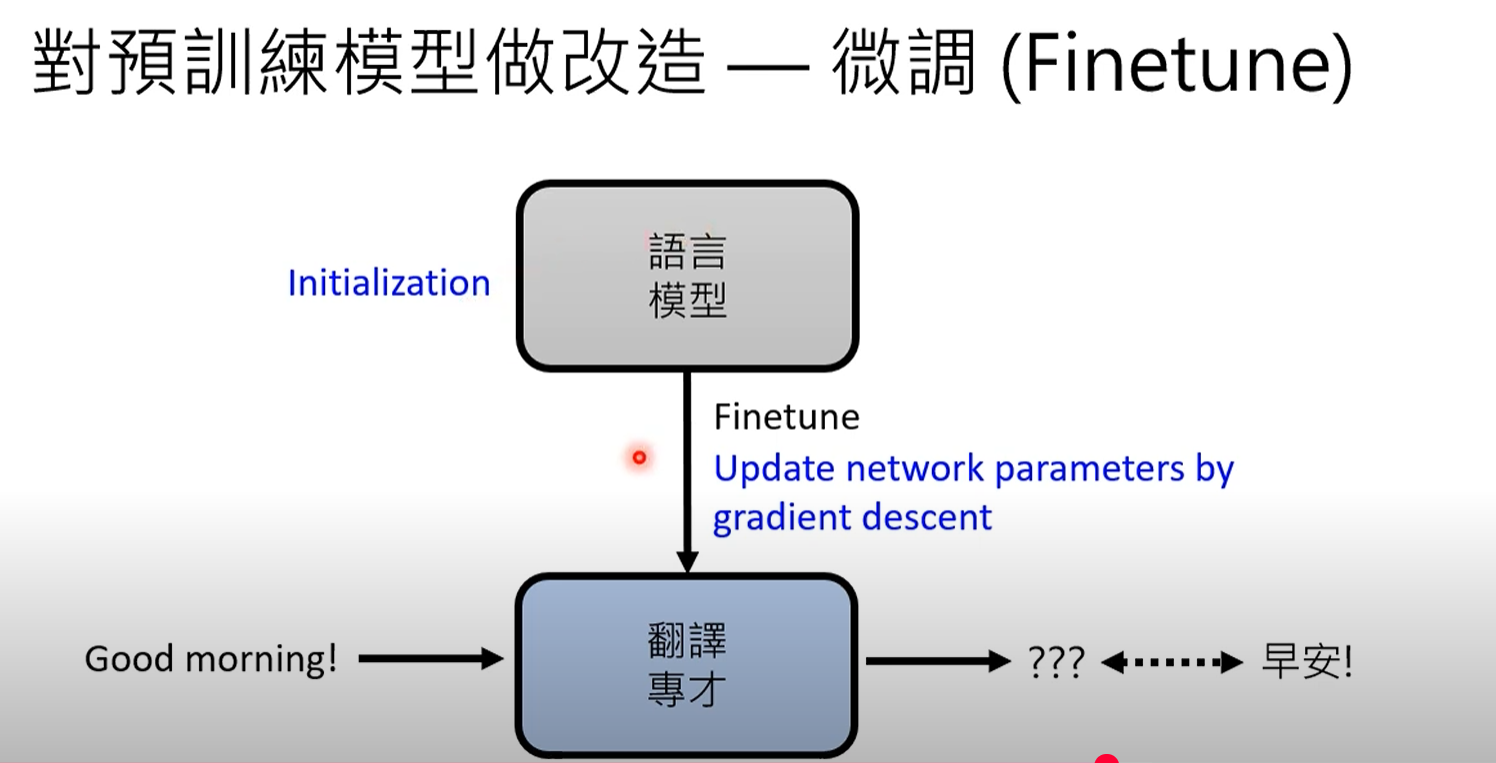 對預訓練模型做改造 — 微調 (Finetune)
語言
模型
Initialization
Finetune
Update network parameters by
gradient descent
Good morning!
翻譯
專才
???
早安!